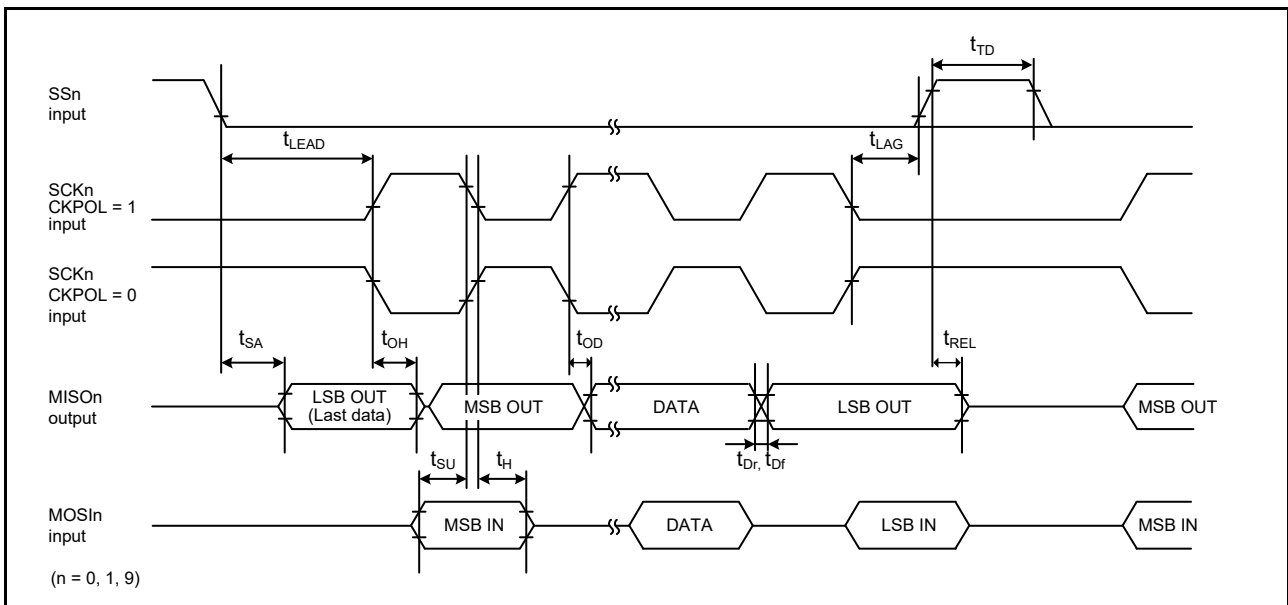 tTD
SSn
input
tLEAD
tLAG
SCKn
CKPOL = 1
input
SCKn
CKPOL = 0
input
tSA
tOH
tOD
tREL
MISOn
output
LSB OUT
(Last data)
MSB OUT
DATA
LSB OUT
MSB OUT
tSU
tH
tDr, tDf
MOSIn
input
MSB IN
DATA
LSB IN
MSB IN
(n = 0, 1, 9)